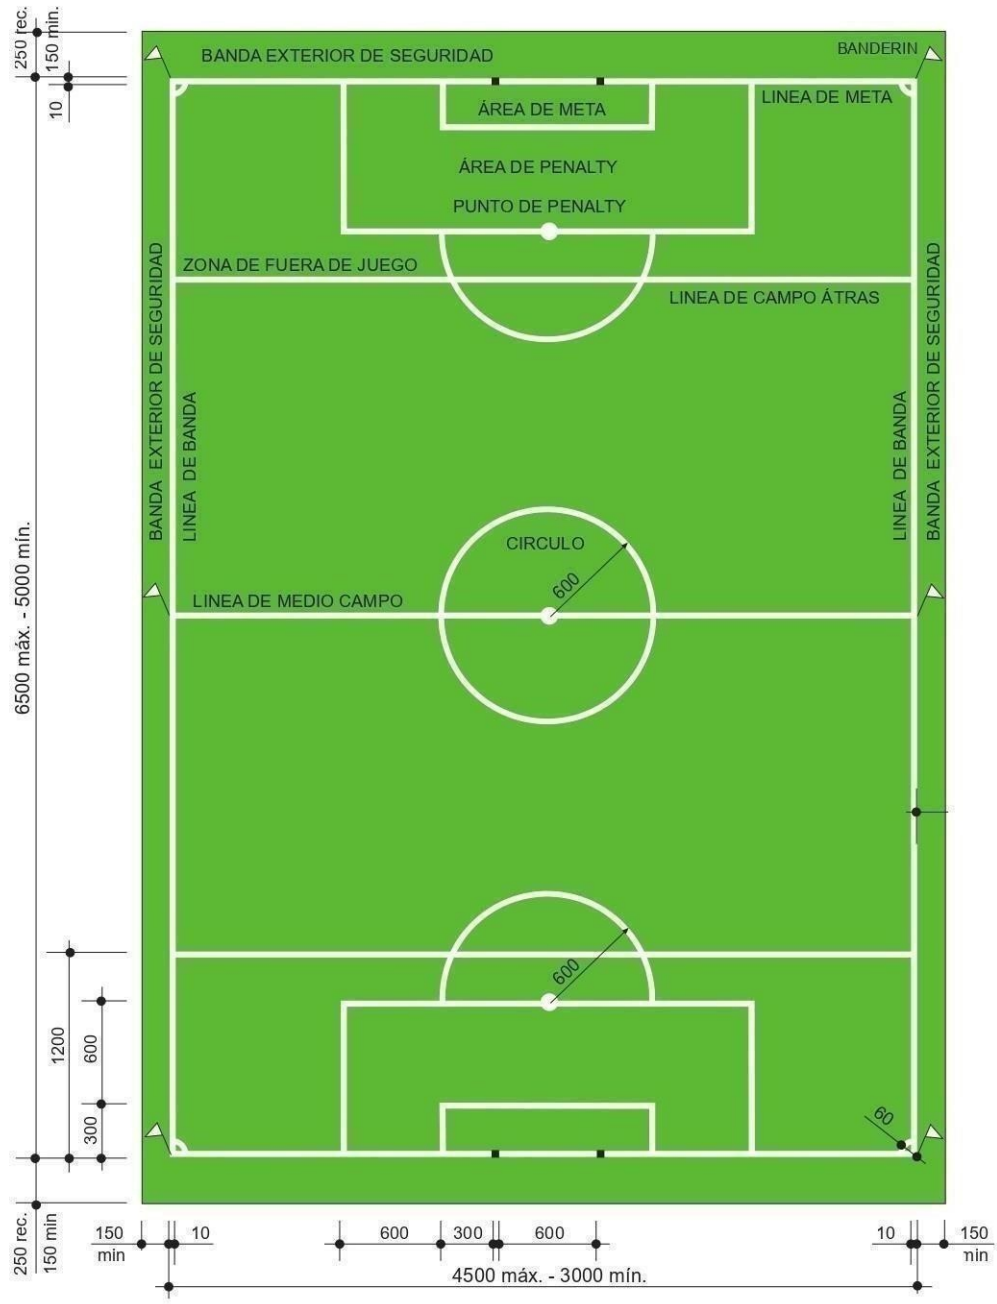 250 rec.
150 min.
10
BANDA EXTERIOR DE SEGURIDAD
BANDERIN
ÁREA DE META
LINEA DE META
ÁREA DE PENALTY
PUNTO DE PENALTY
ZONA DE FUERA DE JUEGO
LINEA DE CAMPO ÁTRAS
BANDA EXTERIOR DE SEGURIDAD
LINEA DE BANDA
LINEA DE BANDA
BANDA EXTERIOR DE SEGURIDAD
CIRCULO
600
LINEA DE MEDIO CAMPO
6500 máx. - 5000 mín.
600
1200
600
300
60
250 rec.
150 min
150
min
10
600
300
600
10
150
min
4500 máx. - 3000 mín.